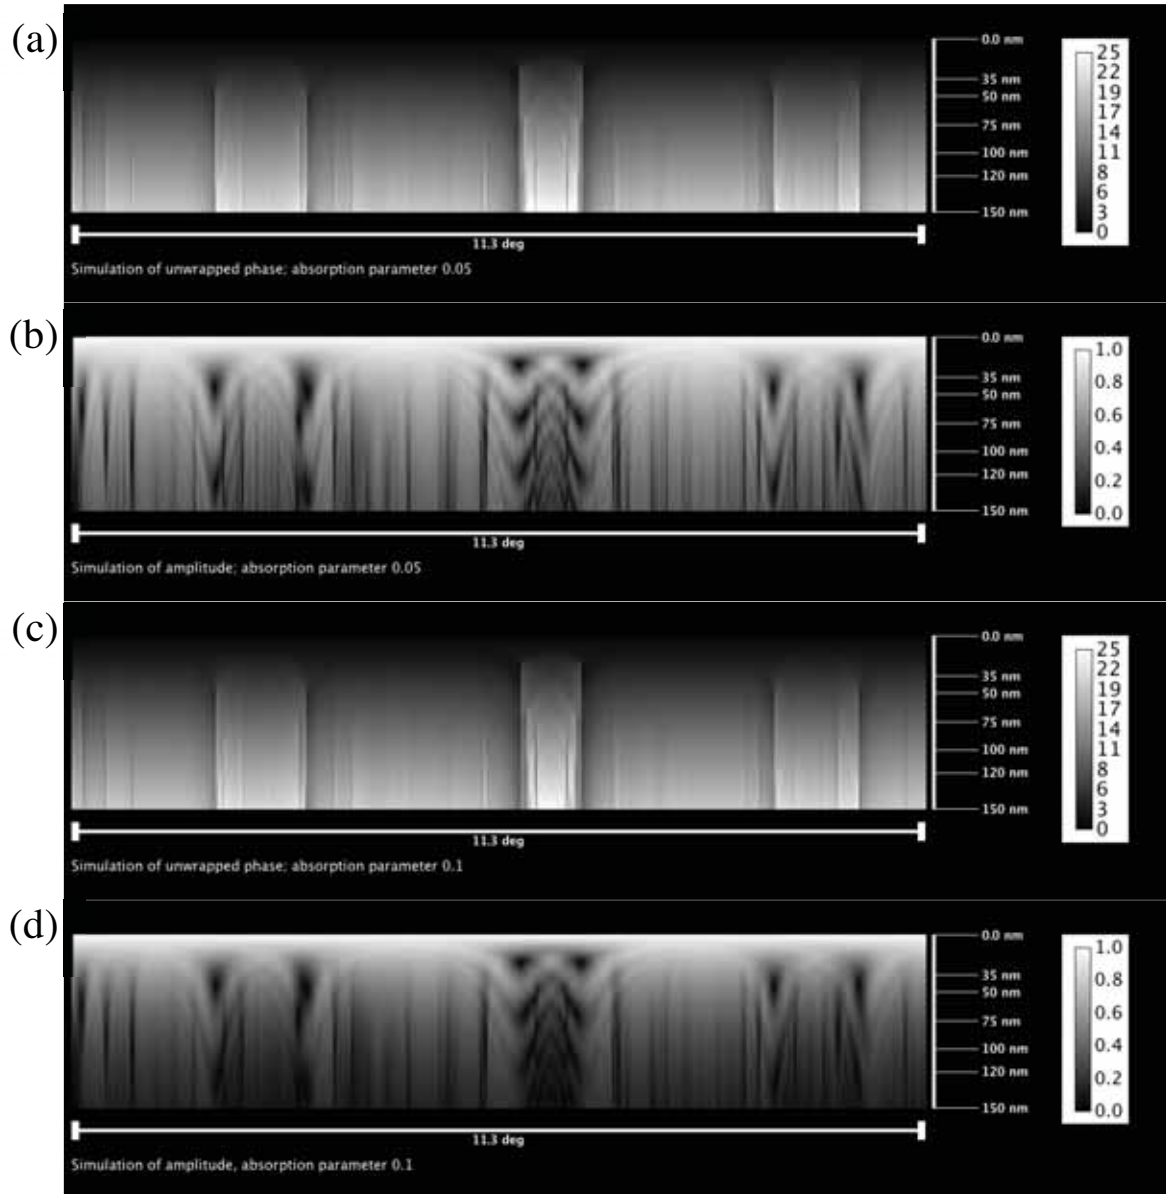 (a)
0.0 nm
35 nm
50 nm
75 nm
100 nm
120 nm
150 nm
25
22
19
17
14
11
8
6
3
0
11.3 deg
Simulation of unwrapped phase; absorption parameter 0.05
(b)
0.0 nm
35 nm
50 nm
75 nm
100 nm
120 nm
150 nm
1.0
0.8
0.6
0.4
0.2
0.0
11.3 deg
Simulation of amplitude; absorption parameter 0.05
(c)
0.0 nm
35 nm
50 nm
75 nm
100 nm
120 nm
150 nm
25
22
19
17
14
11
8
6
3
0
11.3 deg
Simulation of unwrapped phase; absorption parameter 0.1
(d)
0.0 nm
35 nm
50 nm
75 nm
100 nm
120 nm
150 nm
1.0
0.8
0.6
0.4
0.2
0.0
11.3 deg
Simulation of amplitude, absorption parameter 0.1